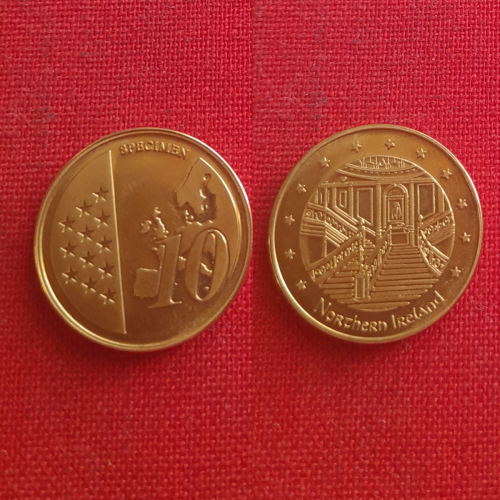 SPECIMEN
10
Northern Ireland